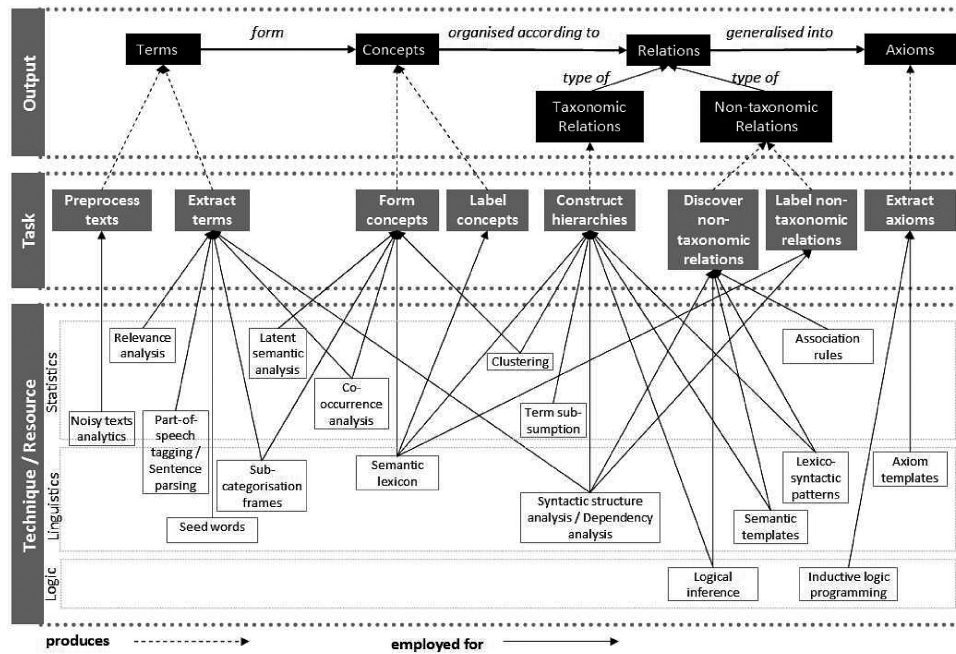 Output
form
organised according to
generalised into
Terms
Concepts
Relations
Axioms
type of
type of
Taxonomic
Relations
Non-taxonomic
Relations
Task
Preprocess
texts
Extract
terms
Form
concepts
Label
concepts
Construct
hierarchies
Discover
non-
taxonomic
relations
Label non-
taxonomic
relations
Extract
axioms
Technique / Resource
Statistics
Relevance
analysis
Latent
semantic
analysis
Co-
occurrence
analysis
Clustering
Association
rules
Noisy texts
analytics
Term sub-
sumption
Linguistics
Part-of-
speech
tagging /
Sentence
parsing
Sub-
categorisation
frames
Seed words
Semantic
lexicon
Syntactic structure
analysis / Dependency
analysis
Semantic
templates
Lexico-
syntactic
patterns
Axiom
templates
Logic
Logical
inference
Inductive logic
programming
produces
employed for